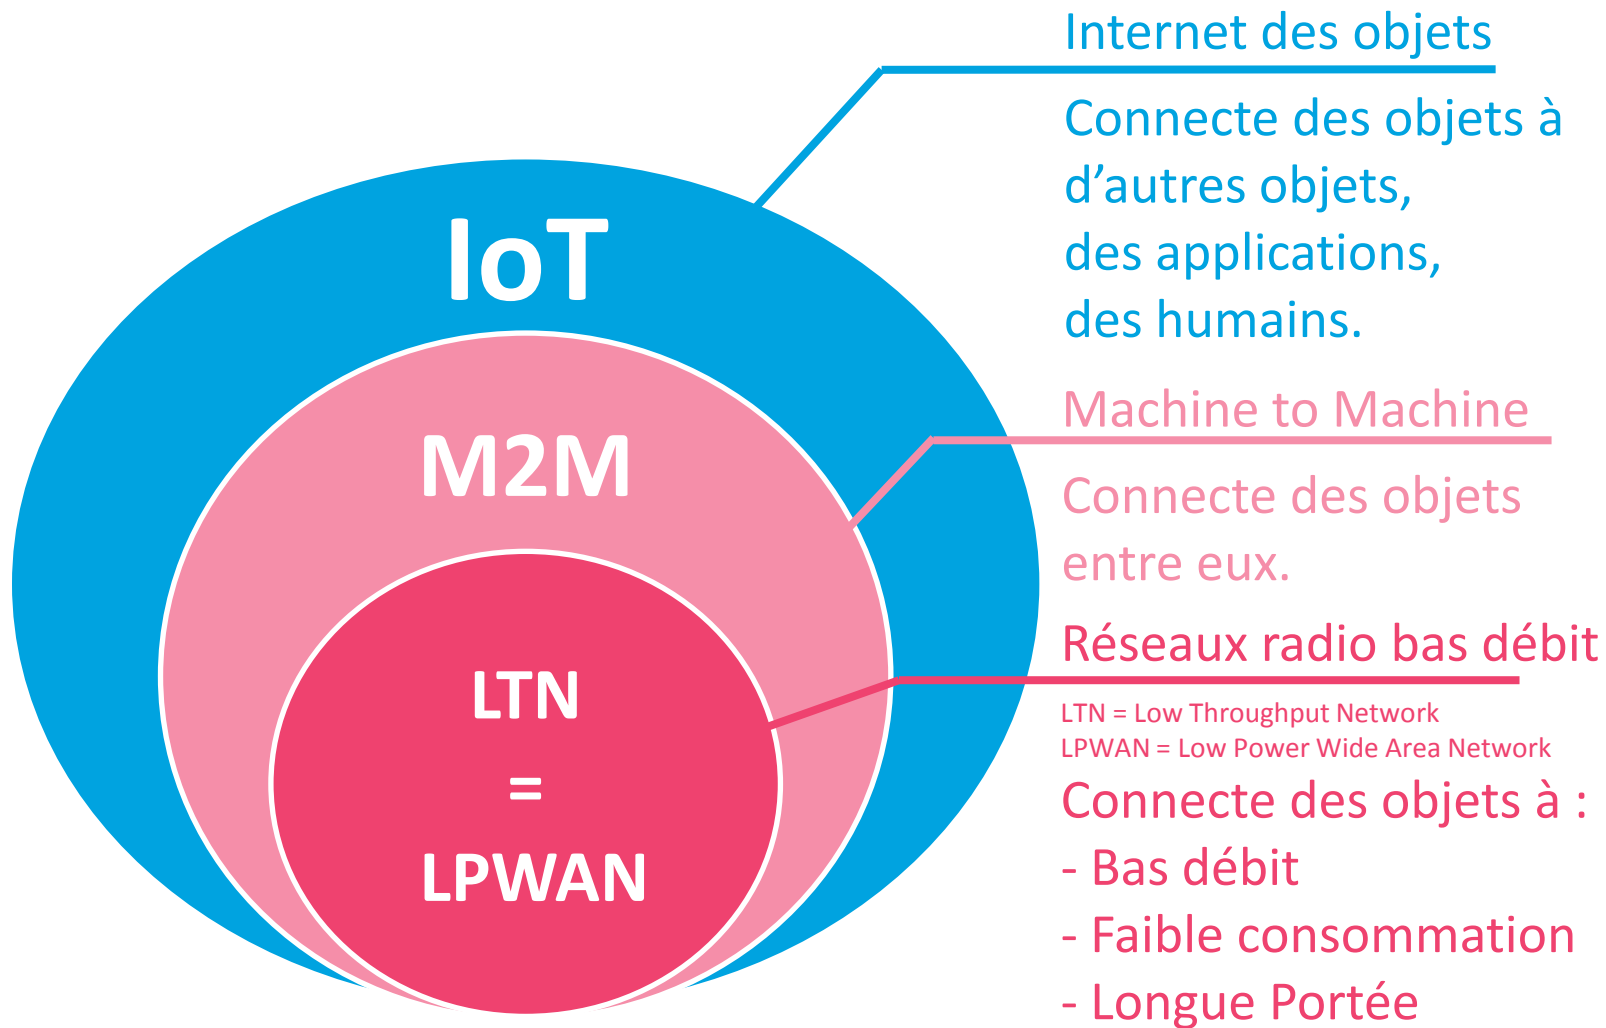 IoT
M2M
LTN
=
LPWAN
Internet des objets
Connecte des objets à
d’autres objets,
des applications,
des humains.
Machine to Machine
Connecte des objets
entre eux.
Réseaux radio bas débit
LTN = Low Throughput Network
LPWAN = Low Power Wide Area Network
Connecte des objets à :
- Bas débit
- Faible consommation
- Longue Portée